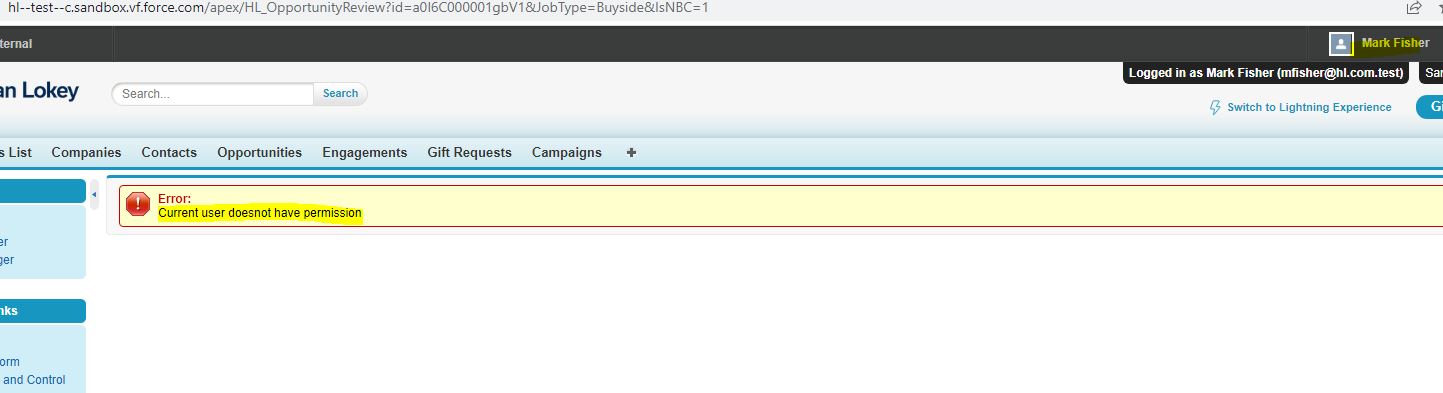 hl--test--c.sandbox.vf.force.com/apex/HL_OpportunityReview?id=a0I6C000001gbV1&JobType=Buyside&IsNBC=1
ternal
Mark Fisher
Logged in as Mark Fisher (mfisher@hl.com.test)
San
an Lokey
Search...
Search
Switch to Lightning Experience
Gi
s List
Companies
Contacts
Opportunities
Engagements
Gift Requests
Campaigns
+
Error:
Current user doesnot have permission
er
ger
nks
orm
and Control